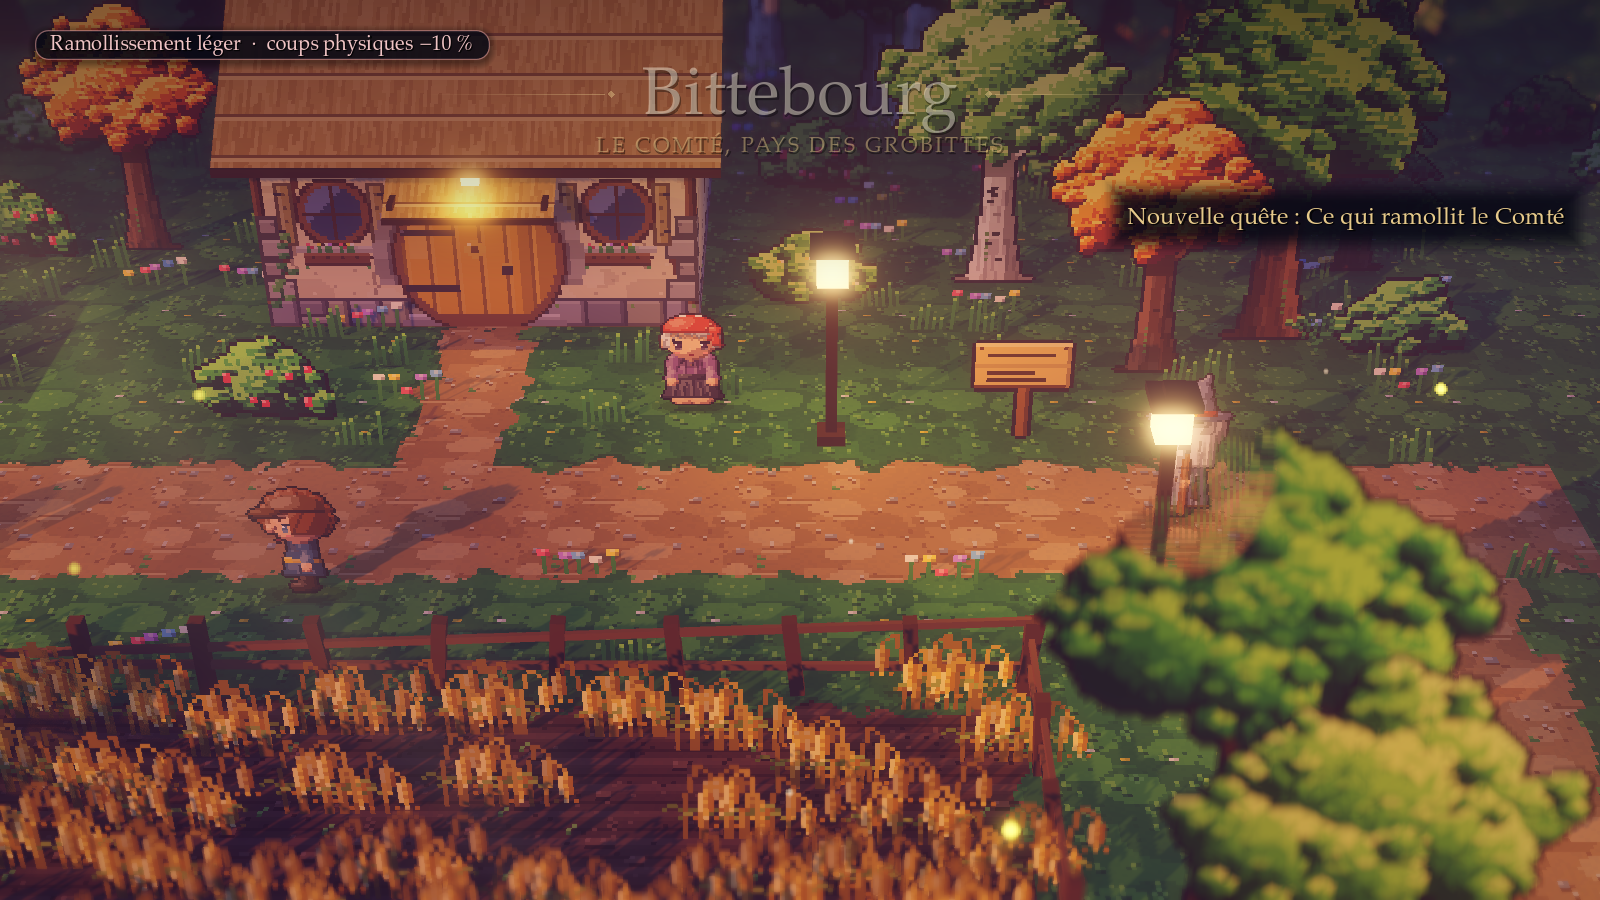 Ramollissement léger · coups physiques −10 %
Bittebourg
LE COMTÉ, PAYS DES GROBITTES
Nouvelle quête : Ce qui ramollit le Comté